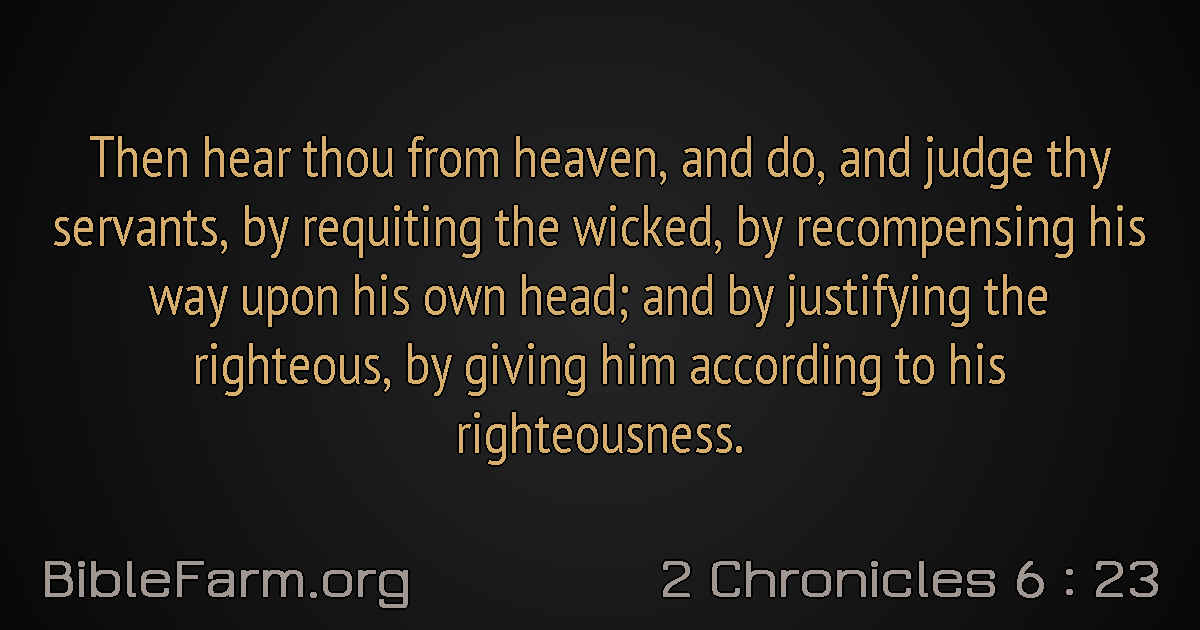 Then hear thou from heaven, and do, and judge thy
servants, by requiting the wicked, by recompensing his
way upon his own head; and by justifying the
righteous, by giving him according to his
righteousness.
BibleFarm.org
2 Chronicles 6 : 23